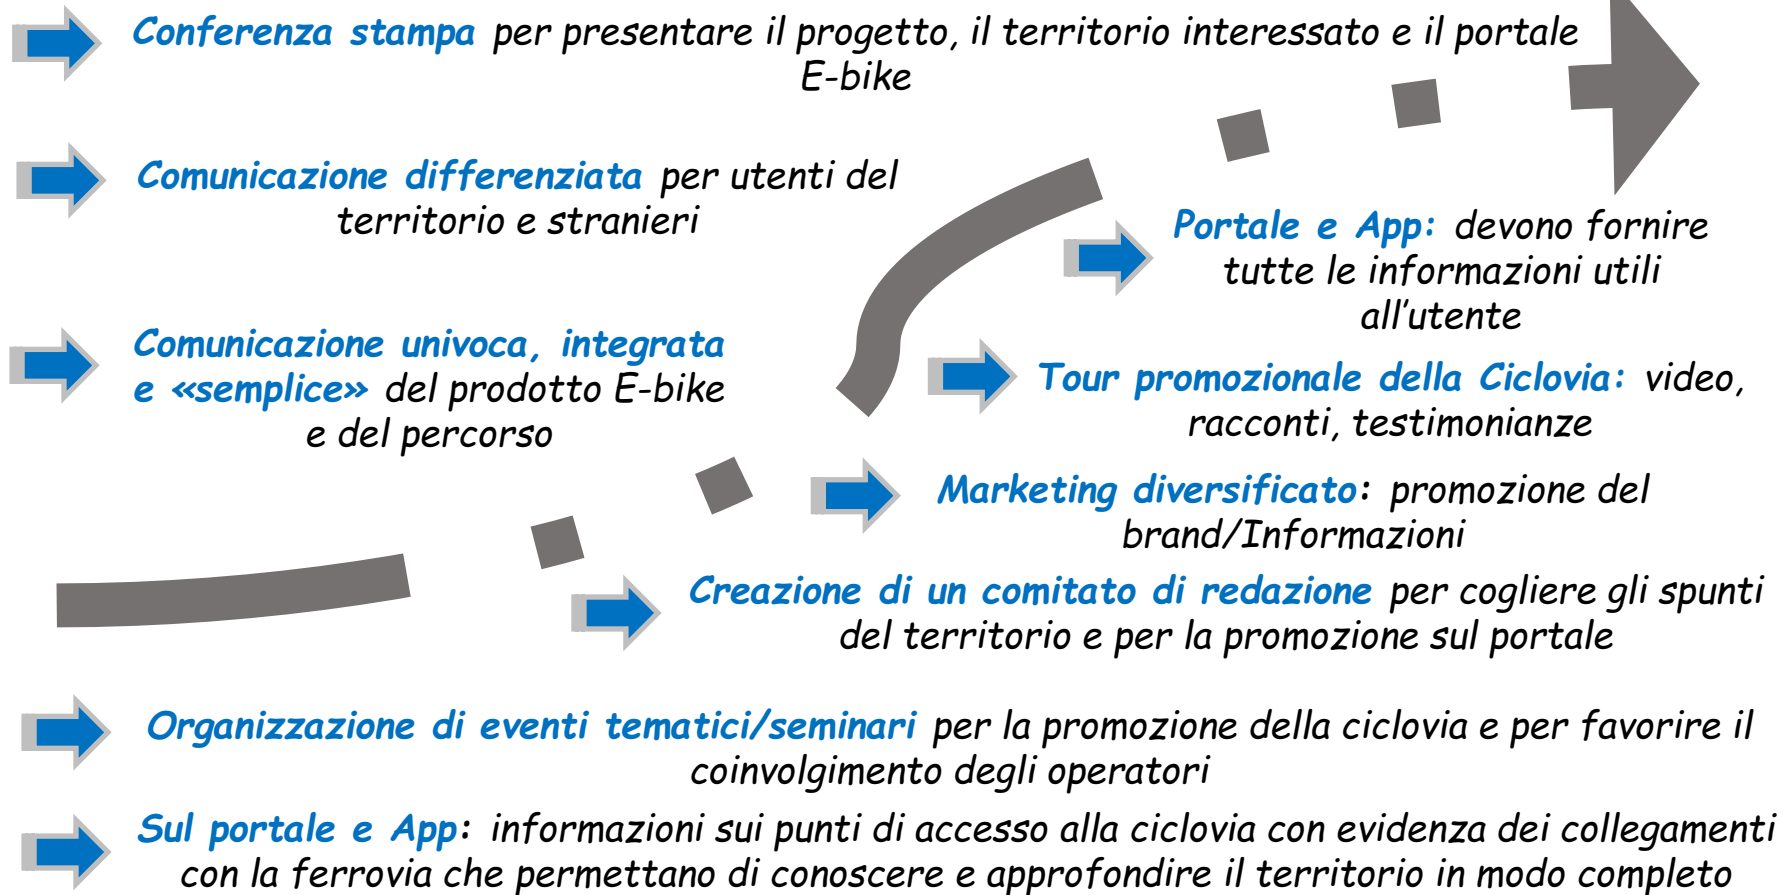 Conferenza stampa per presentare il progetto, il territorio interessato e il portale
E-bike
Comunicazione differenziata per utenti del
territorio e stranieri
Comunicazione univoca, integrata
e «semplice» del prodotto E-bike
e del percorso
Portale e App: devono fornire
tutte le informazioni utili
all'utente
Tour promozionale della Ciclovia: video,
racconti, testimonianze
Marketing diversificato: promozione del
brand/Informazioni
Creazione di un comitato di redazione per cogliere gli spunti
del territorio e per la promozione sul portale
Organizzazione di eventi tematici/seminari per la promozione della ciclovia e per favorire il
coinvolgimento degli operatori
Sul portale e App: informazioni sui punti di accesso alla ciclovia con evidenza dei collegamenti
con la ferrovia che permettano di conoscere e approfondire il territorio in modo completo